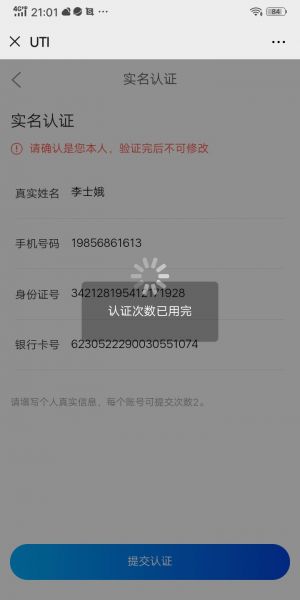 4GHD 21:01 84
UTI
实名认证
实名认证
请确认是您本人、验证完后不可修改
真实姓名 李士娥
手机号码 19856861613
身份证号 342128195412171928
认证次数已用完
银行卡号 6230522290030551074
请填写个人真实信息，每个账号可提交次数2。
提交认证